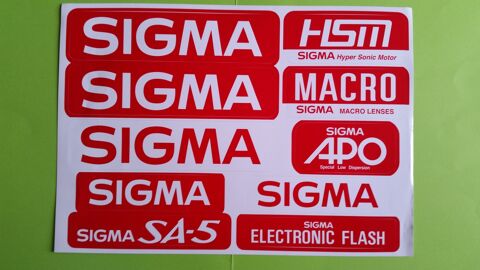 SIGMA
SIGMA
SIGMA
SIGMA
SIGMA SA-5
HSM
SIGMA Hyper Sonic Motor
MACRO
SIGMA MACRO LENSES
SIGMA
APO
Special Low Dispersion
SIGMA
SIGMA
ELECTRONIC FLASH